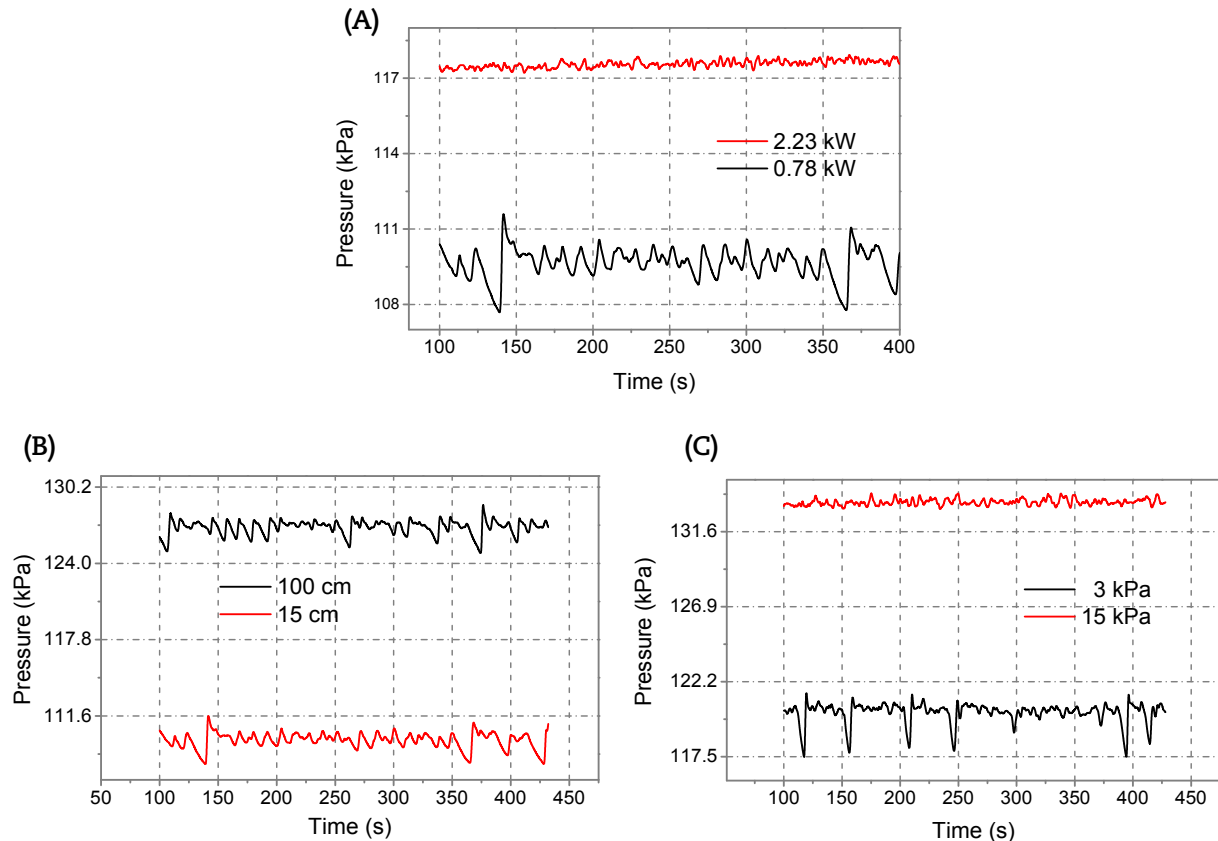 (A)
Pressure (kPa)
117
114
111
108
2.23 kW
0.78 kW
100 150 200 250 300 350 400
Time (s)
(B)
Pressure (kPa)
130.2
124.0
117.8
111.6
100 cm
15 cm
50 100 150 200 250 300 350 400 450
Time (s)
(C)
Pressure (kPa)
131.6
126.9
122.2
117.5
3 kPa
15 kPa
100 150 200 250 300 350 400 450
Time (s)